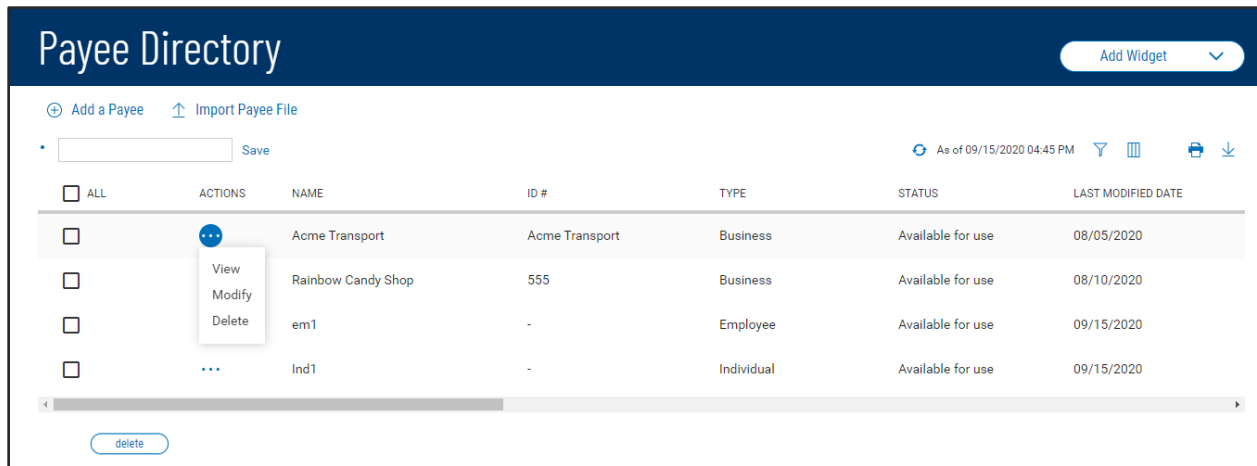 Payee Directory
Add Widget
Add a Payee Import Payee File
Save As of 09/15/2020 04:45 PM
ALL ACTIONS NAME ID # TYPE STATUS LAST MODIFIED DATE
Acme Transport Acme Transport Business Available for use 08/05/2020
View
Rainbow Candy Shop 555 Business Available for use 08/10/2020
Modify
Delete
em1 - Employee Available for use 09/15/2020
Ind1 - Individual Available for use 09/15/2020
delete